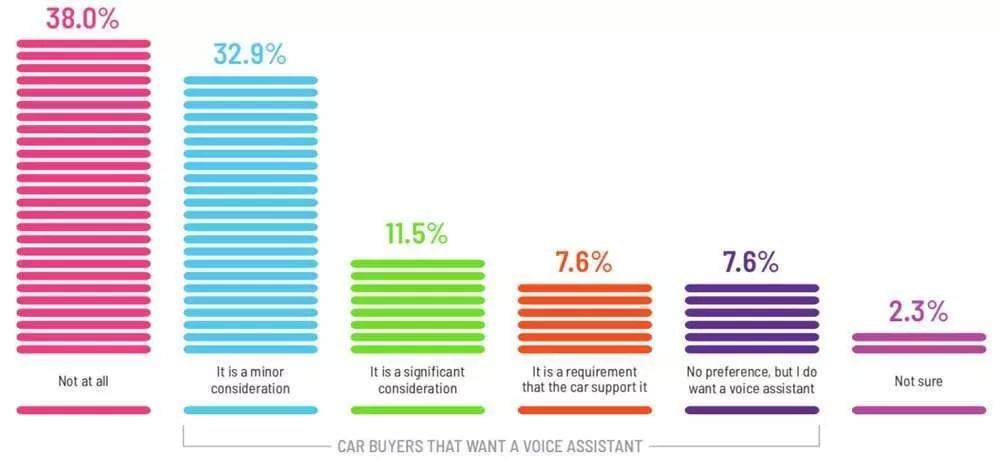 38.0%
32.9%
11.5%
7.6%
7.6%
2.3%
Not at all
It is a minor
consideration
It is a significant
consideration
It is a requirement
that the car support it
No preference, but I do
want a voice assistant
Not sure
CAR BUYERS THAT WANT A VOICE ASSISTANT